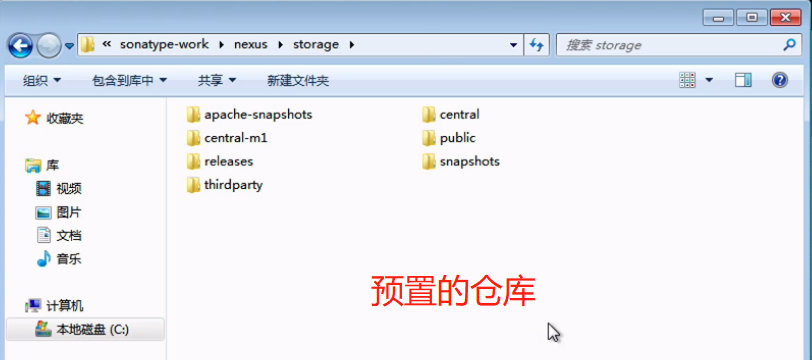 « sonatype-work ▸ nexus ▸ storage ▸
搜索 storage
组织 包含到库中 共享 新建文件夹
收藏夹
库
视频
图片
文档
音乐
计算机
本地磁盘 (C:)
apache-snapshots central
central-m1 public
releases snapshots
thirdparty
预置的仓库